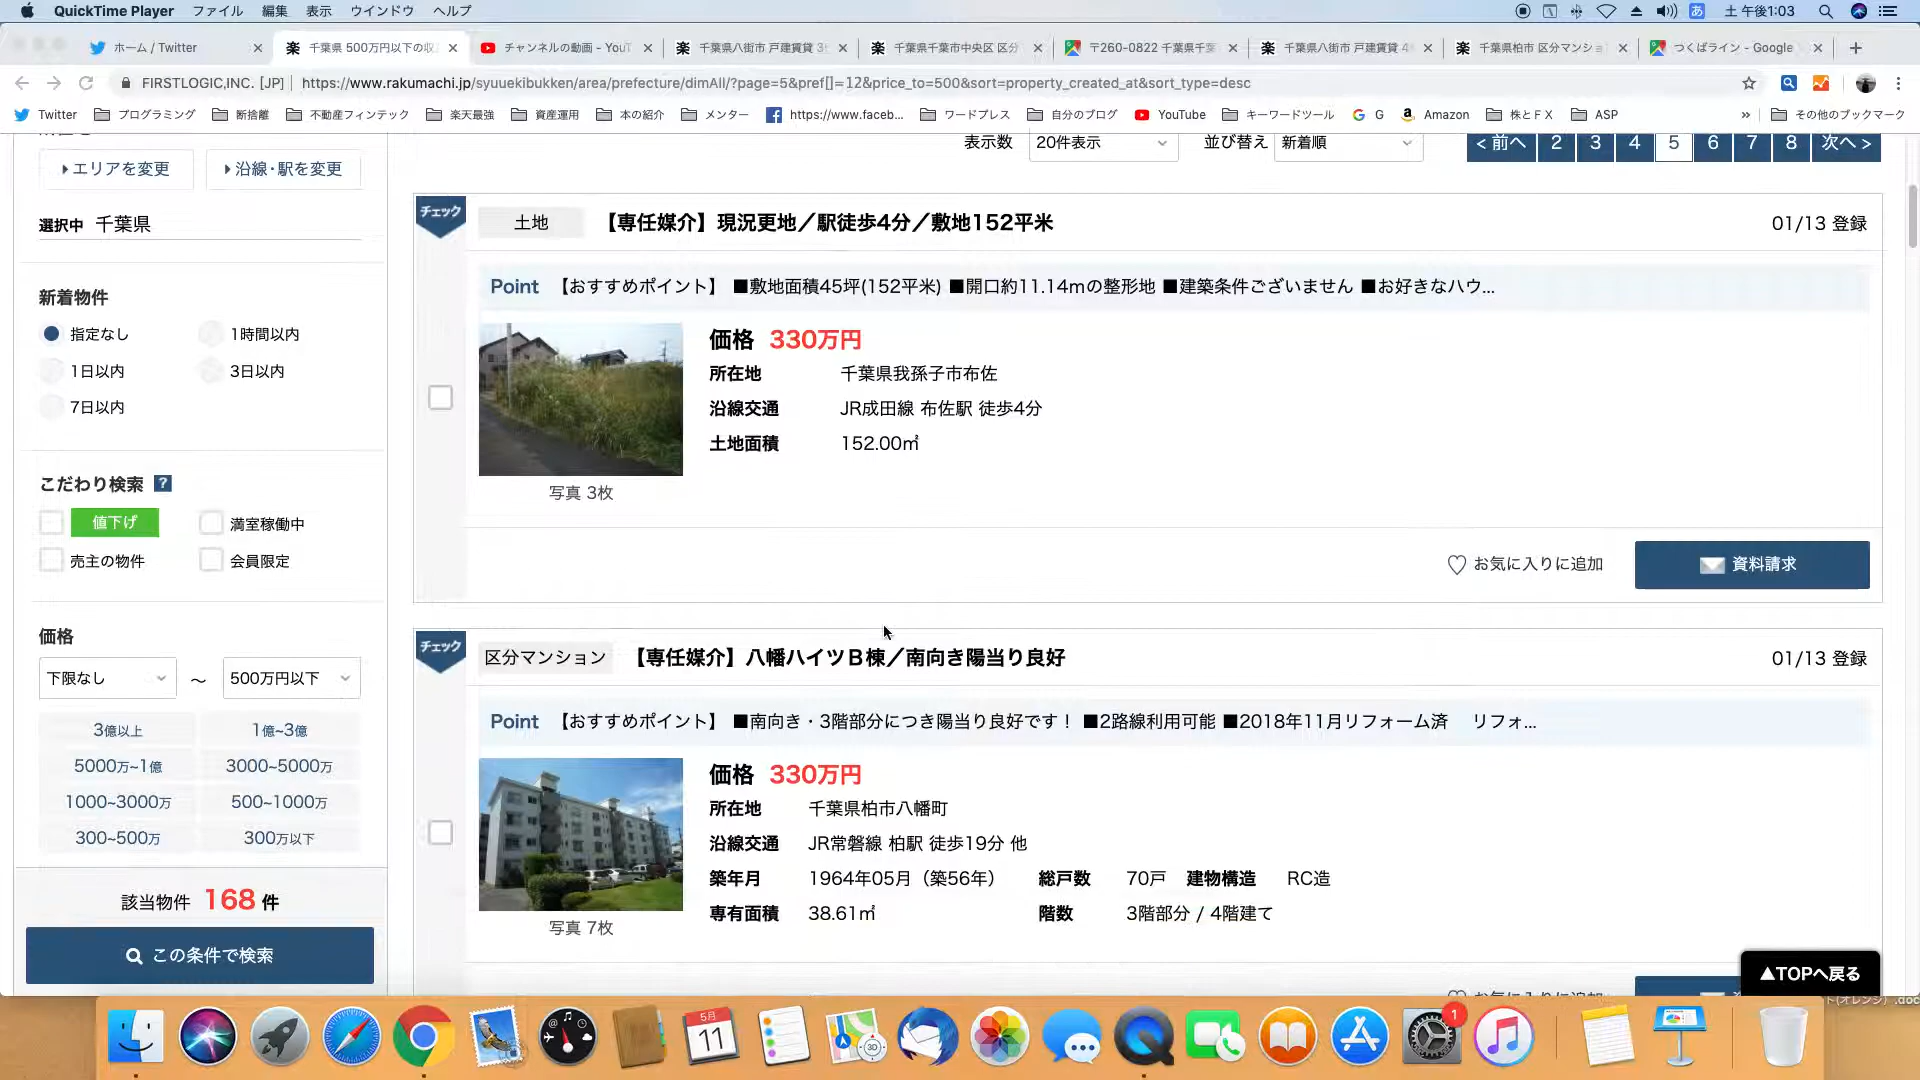 QuickTime Player ファイル 編集 表示 ウインドウ ヘルプ
あ 土 午後1:03
ホーム / Twitter
千葉県 500万円以下の収
チャンネルの動画 - YouT
千葉県八街市 戸建賃貸 3
千葉県千葉市中央区 区分
〒260-0822 千葉県千葉
千葉県八街市 戸建賃貸 4
千葉県柏市 区分マンショ
つくばライン - Google
FIRSTLOGIC,INC. [JP] | https://www.rakumachi.jp/syuuekibukken/area/prefecture/dimAll/?page=5&pref[]=12&price_to=500&sort=property_created_at&sort_type=desc
Twitter プログラミング 断捨離 不動産フィンテック 楽天最強 資産運用 本の紹介 メンター https://www.faceb... ワードプレス 自分のブログ YouTube キーワードツール G Amazon 株とFX ASP » その他のブックマーク
エリアを変更 沿線・駅を変更
選択中 千葉県
新着物件
指定なし 1時間以内
1日以内 3日以内
7日以内
こだわり検索 ?
値下げ 満室稼働中
売主の物件 会員限定
価格
下限なし ～ 500万円以下
3億以上 1億~3億
5000万~1億 3000~5000万
1000~3000万 500~1000万
300~500万 300万以下
該当物件 168 件
この条件で検索
表示数 20件表示 並び替え 新着順 < 前へ 2 3 4 5 6 7 8 次へ >
チェック 土地 【専任媒介】現況更地／駅徒歩4分／敷地152平米 01/13 登録
Point 【おすすめポイント】 ■敷地面積45坪(152平米) ■開口約11.14mの整形地 ■建築条件ございません ■お好きなハウ...
価格 330万円
所在地 千葉県我孫子市布佐
沿線交通 JR成田線 布佐駅 徒歩4分
土地面積 152.00㎡
写真 3枚
お気に入りに追加 資料請求
チェック 区分マンション 【専任媒介】八幡ハイツＢ棟／南向き陽当り良好 01/13 登録
Point 【おすすめポイント】 ■南向き・3階部分につき陽当り良好です！ ■2路線利用可能 ■2018年11月リフォーム済 リフォ...
価格 330万円
所在地 千葉県柏市八幡町
沿線交通 JR常磐線 柏駅 徒歩19分 他
築年月 1964年05月（築56年） 総戸数 70戸 建物構造 RC造
専有面積 38.61㎡ 階数 3階部分 / 4階建て
写真 7枚
お気に入りに追加
▲TOPへ戻る
ト(オレンジ）.doc
5月
11
3D
1